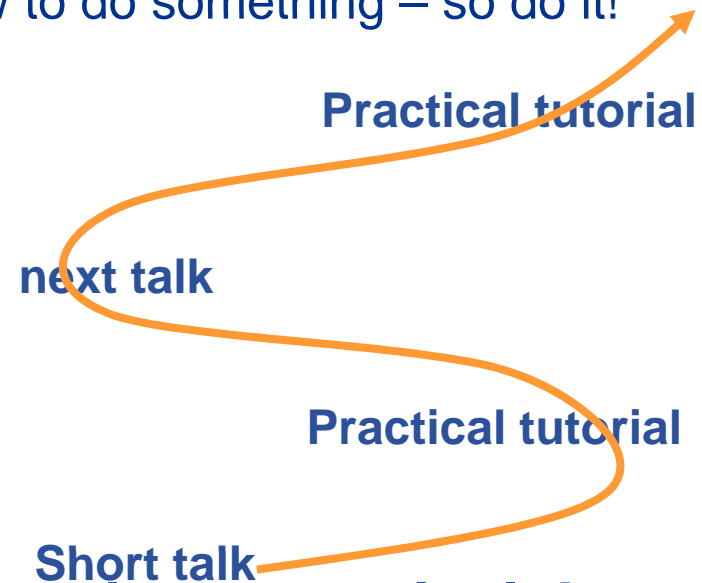 to do something – so do it!
Practical tutorial
next talk
Practical tutorial
Short talk